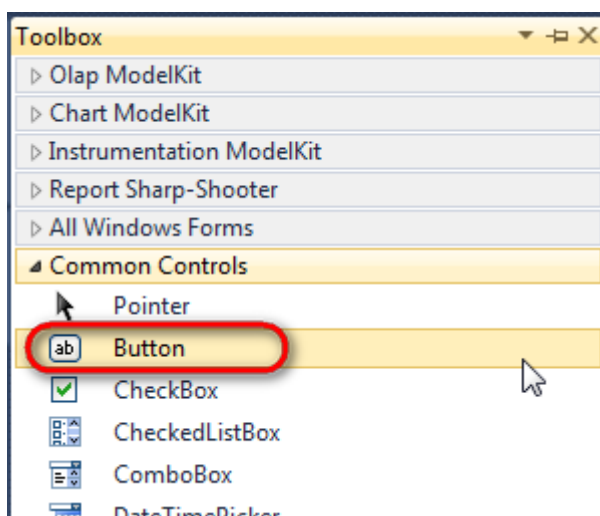 Toolbox
Olap ModelKit
Chart ModelKit
Instrumentation ModelKit
Report Sharp-Shooter
All Windows Forms
Common Controls
Pointer
ab Button
CheckBox
CheckedListBox
ComboBox
DateTimePicker